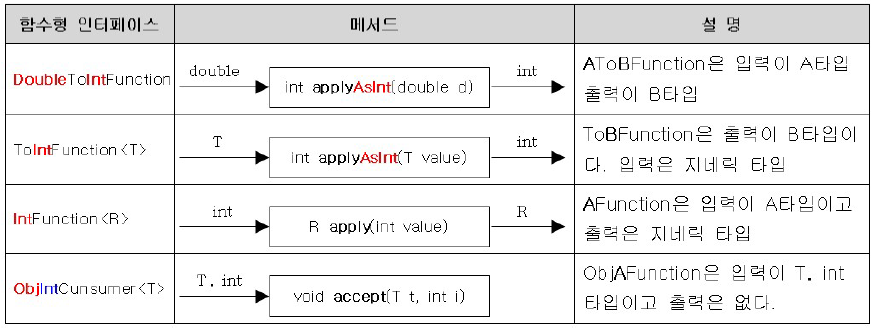 함수형 인터페이스 메서드 설 명
DoubleToIntFunction double int applyAsInt(double d) int AToBFunction은 입력이 A타입
출력이 B타입
ToIntFunction<T> T int applyAsInt(T value) int ToBFunction은 출력이 B타입이
다. 입력은 지네릭 타입
IntFunction<R> int R apply(int value) R AFunction은 입력이 A타입이고
출력은 지네릭 타입
ObjIntCunsumer<T> T, int void accept(T t, int i) ObjAFunction은 입력이 T, int
타입이고 출력은 없다.